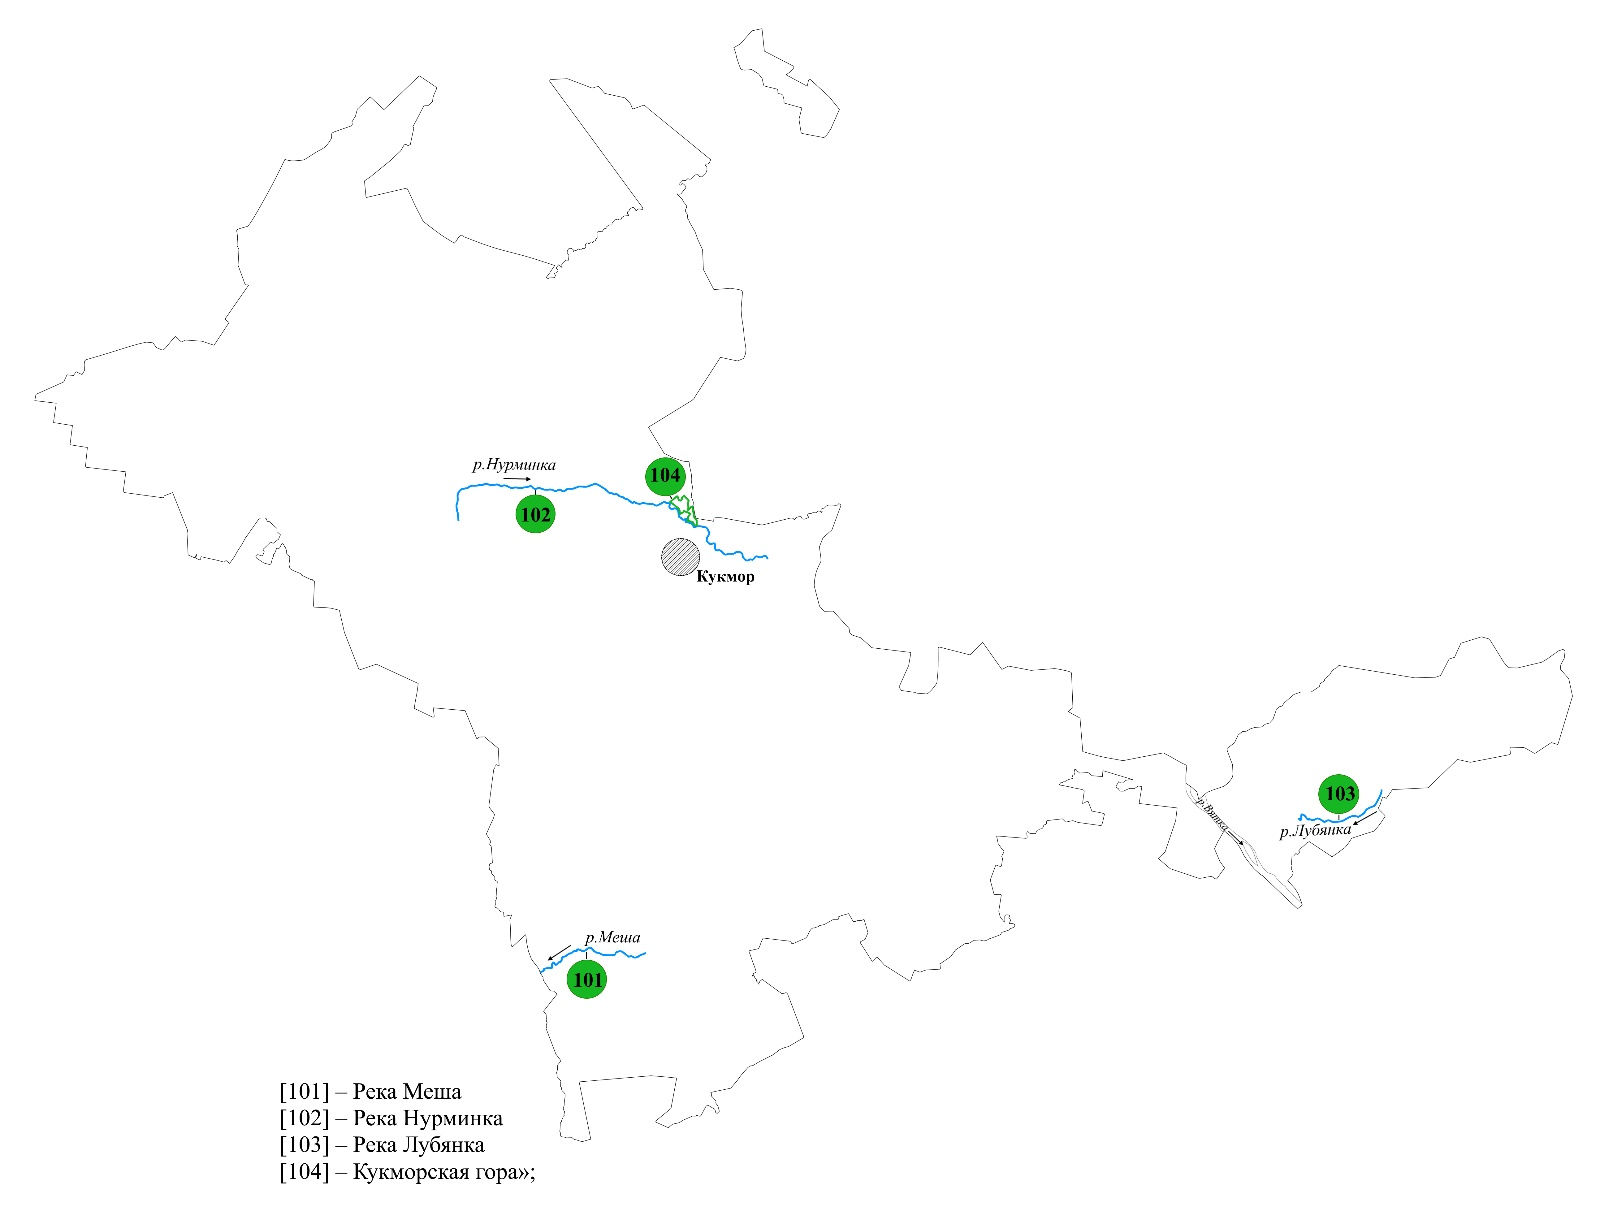 р.Нурминка
104
102
Кукмор
р.Вятка
103
р.Лубянка
р.Меша
101
[101] – Река Меша
[102] – Река Нурминка
[103] – Река Лубянка
[104] – Кукморская гора»;